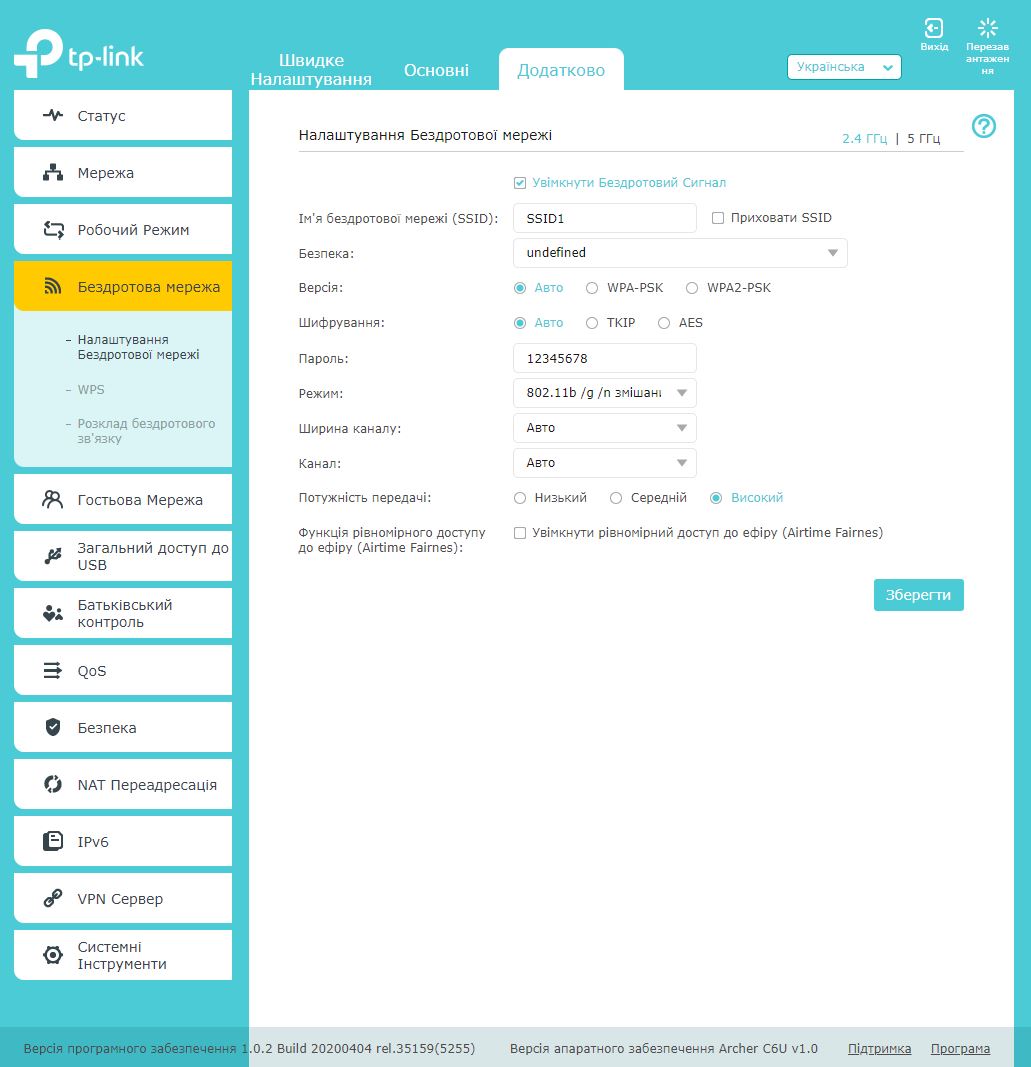 tp-link
Швидке
Налаштування
Основні
Додатково
Українська
Вихід
Перезав
антажен
ня
Статус
Мережа
Робочий Режим
Бездротова мережа
– Налаштування
Бездротової мережі
– WPS
– Розклад бездротового
зв'язку
Гостьова Мережа
Загальний доступ до
USB
Батьківський
контроль
QoS
Безпека
NAT Переадресація
IPv6
VPN Сервер
Системні
Інструменти
Налаштування Бездротової мережі
2.4 ГГц | 5 ГГц
Увімкнути Бездротовий Сигнал
Ім'я бездротової мережі (SSID): SSID1 Приховати SSID
Безпека: undefined
Версія: Авто WPA-PSK WPA2-PSK
Шифрування: Авто TKIP AES
Пароль: 12345678
Режим: 802.11b /g /n змішани
Ширина каналу: Авто
Канал: Авто
Потужність передачі: Низький Середній Високий
Функція рівномірного доступу
до ефіру (Airtime Fairnes):
Увімкнути рівномірний доступ до ефіру (Airtime Fairnes)
Зберегти
Версія програмного забезпечення 1.0.2 Build 20200404 rel.35159(5255) Версія апаратного забезпечення Archer C6U v1.0 Підтримка Програма